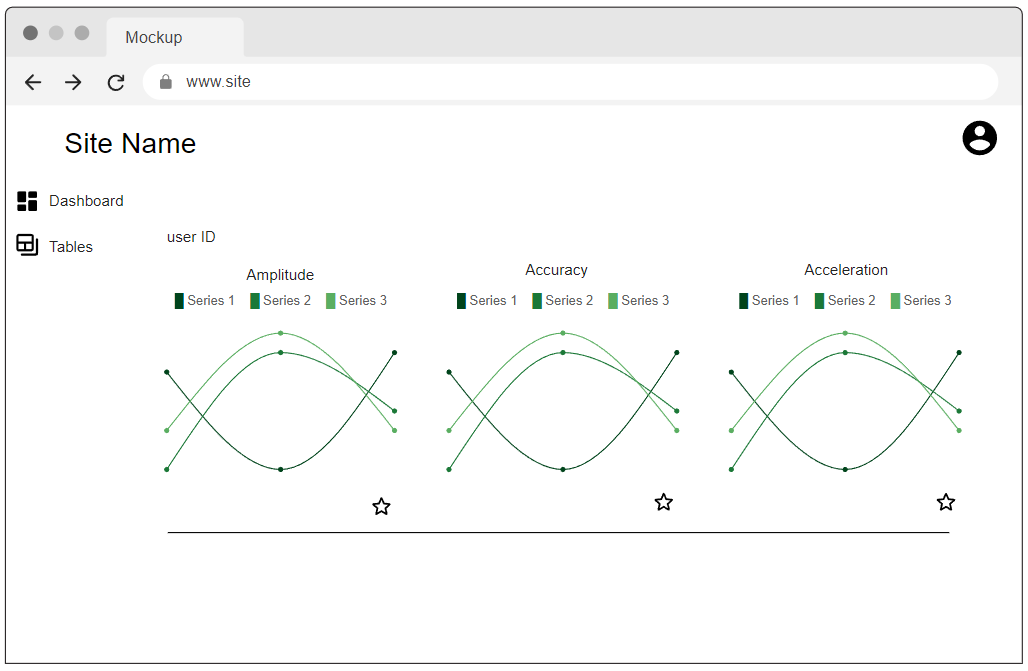 Mockup
www.site
Site Name
Dashboard
Tables
user ID
Amplitude
Series 1 Series 2 Series 3
Accuracy
Series 1 Series 2 Series 3
Acceleration
Series 1 Series 2 Series 3